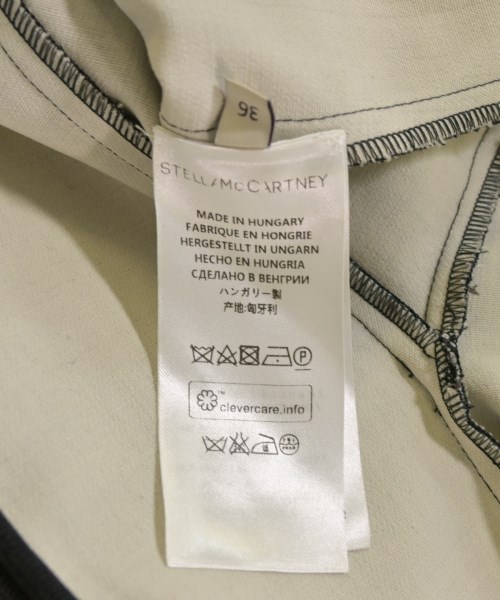 36
STELLA McCARTNEY
MADE IN HUNGARY
FABRIQUE EN HONGRIE
HERGESTELLT IN UNGARN
HECHO EN HUNGRIA
СДЕЛАНО В ВЕНГРИИ
ハンガリー製
产地:匈牙利
P
™
clevercare.info